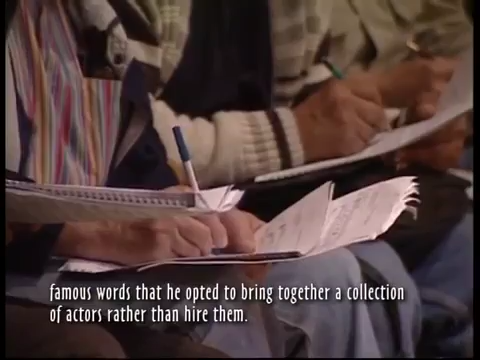 famous words that he opted to bring together a collection
of actors rather than hire them.